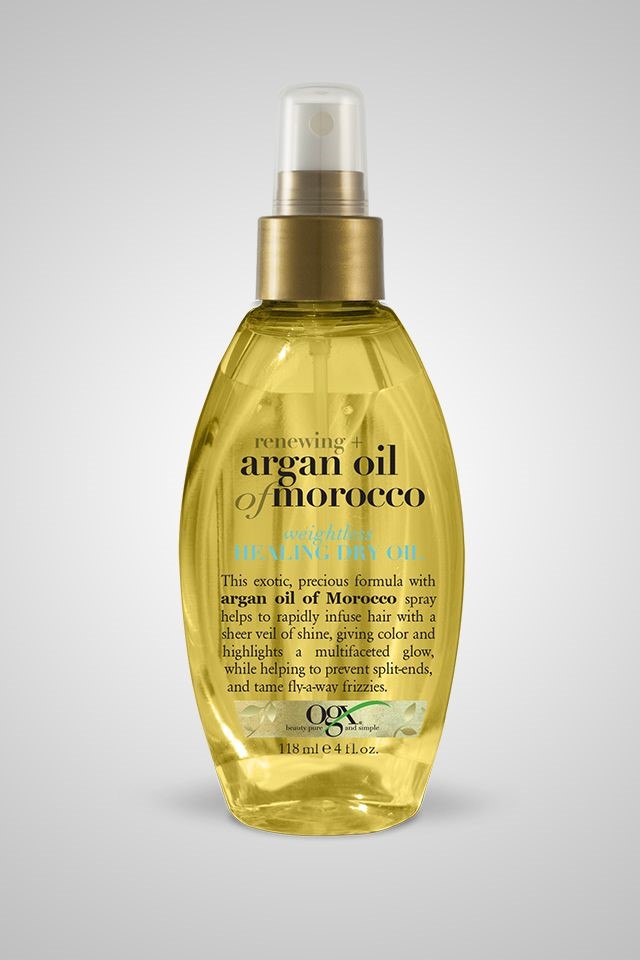 renewing +
argan oil
of morocco
weightless
HEALING DRY OIL
This exotic, precious formula with
argan oil of Morocco spray
helps to rapidly infuse hair with a
sheer veil of shine, giving color and
highlights a multifaceted glow,
while helping to prevent split-ends,
and tame fly-a-way frizzies.
ogx®
beauty pure and simple
118 ml ℮ 4 fl.oz.